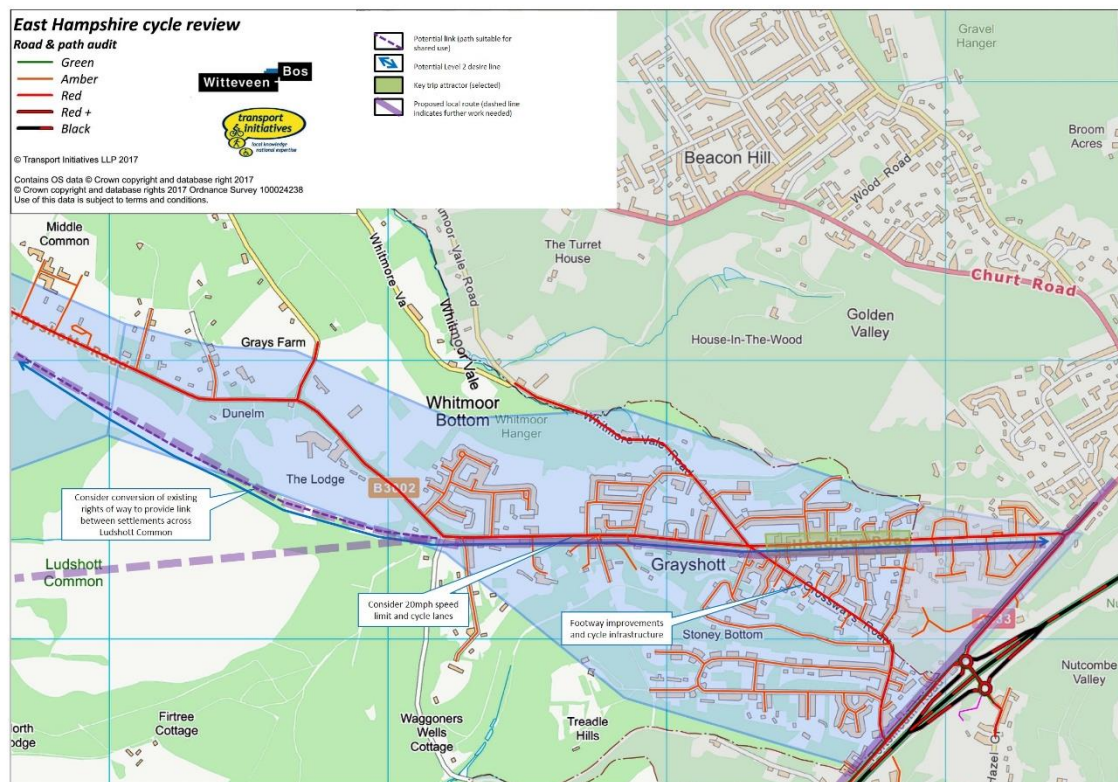 East Hampshire cycle review
Road & path audit
Green
Amber
Red
Red +
Black
Witteveen + Bos
transport
initiatives
local knowledge
national expertise
© Transport Initiatives LLP 2017
Contains OS data © Crown copyright and database right 2017
© Crown copyright and database rights 2017 Ordnance Survey 100024238
Use of this data is subject to terms and conditions.
Potential link (path suitable for
shared use)
Potential Level 2 desire line
Key trip attractor (selected)
Proposed local route (dashed line
indicates further work needed)
Gravel
Hanger
Broom
Acres
Beacon Hill
Wood Road
Middle
Common
The Turret
House
Churt Road
Whitmoor Vale
Golden
Valley
House-In-The-Wood
Grays Farm
Whitmoor
Bottom
Whitmoor
Hanger
Whitmore Vale Road
Dunelm
The Lodge
B3002
Consider conversion of existing
rights of way to provide link
between settlements across
Ludshott Common
Ludshott
Common
Headley Road
Grayshott
Consider 20mph speed
limit and cycle lanes
Footway improvements
and cycle infrastructure
Crossways Road
Stoney Bottom
Nutcombe
Valley
Firtree
Cottage
Waggoners
Wells
Cottage
Treadle
Hills
Hazel